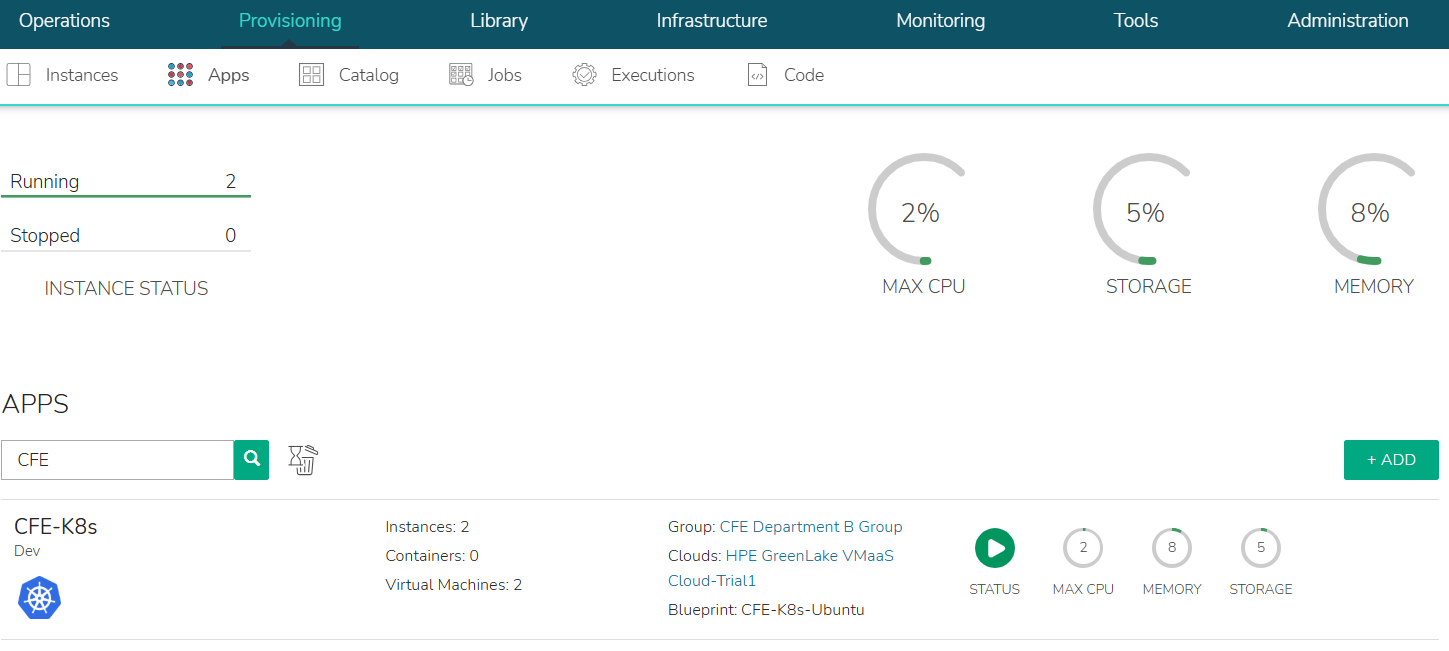 Operations Provisioning Library Infrastructure Monitoring Tools Administration
Instances Apps Catalog Jobs Executions Code
Running 2
Stopped 0
INSTANCE STATUS
2% 5% 8%
MAX CPU STORAGE MEMORY
APPS
CFE
+ ADD
CFE-K8s
Dev
Instances: 2
Containers: 0
Virtual Machines: 2
Group: CFE Department B Group
Clouds: HPE GreenLake VMaaS
Cloud-Trial1
Blueprint: CFE-K8s-Ubuntu
2 8 5
STATUS MAX CPU MEMORY STORAGE